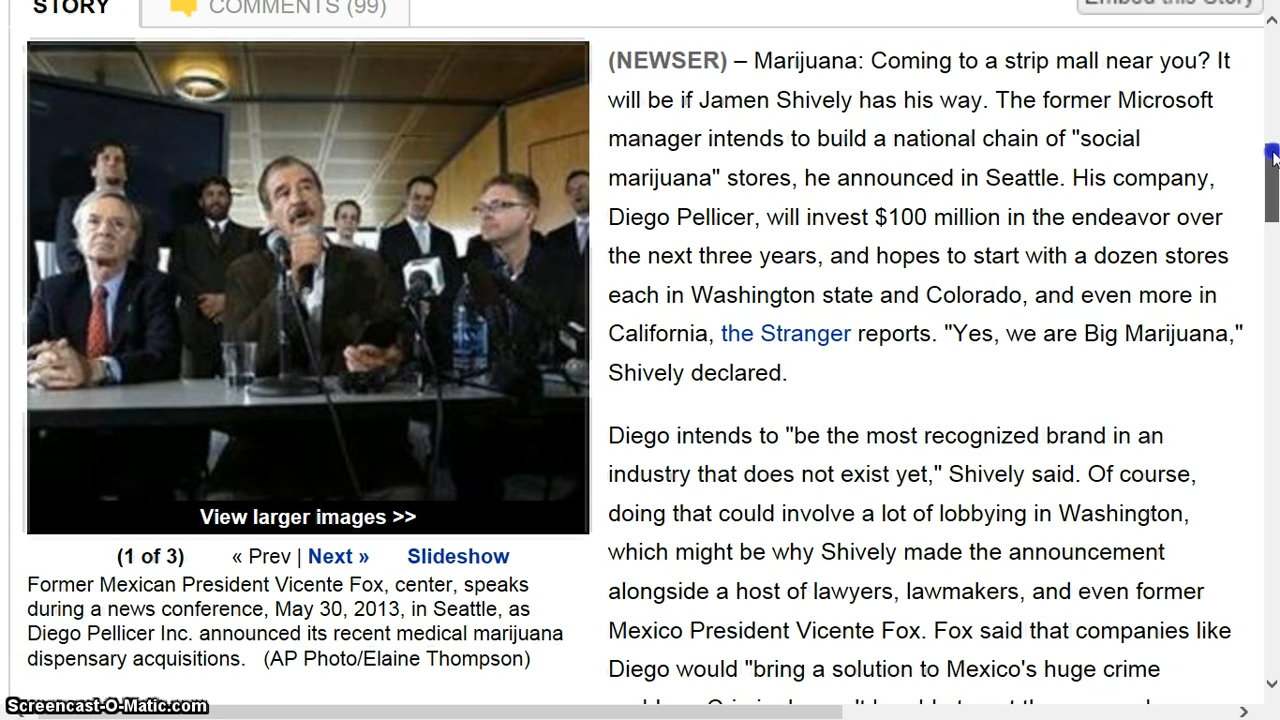 STORY
COMMENTS (99)
Embed this Story
(NEWSER) – Marijuana: Coming to a strip mall near you? It
will be if Jamen Shively has his way. The former Microsoft
manager intends to build a national chain of "social
marijuana" stores, he announced in Seattle. His company,
Diego Pellicer, will invest $100 million in the endeavor over
the next three years, and hopes to start with a dozen stores
each in Washington state and Colorado, and even more in
California, the Stranger reports. "Yes, we are Big Marijuana,"
Shively declared.
Diego intends to "be the most recognized brand in an
industry that does not exist yet," Shively said. Of course,
doing that could involve a lot of lobbying in Washington,
which might be why Shively made the announcement
alongside a host of lawyers, lawmakers, and even former
Mexico President Vicente Fox. Fox said that companies like
Diego would "bring a solution to Mexico's huge crime
View larger images >>
(1 of 3) « Prev | Next » Slideshow
Former Mexican President Vicente Fox, center, speaks
during a news conference, May 30, 2013, in Seattle, as
Diego Pellicer Inc. announced its recent medical marijuana
dispensary acquisitions. (AP Photo/Elaine Thompson)
Screencast-O-Matic.com